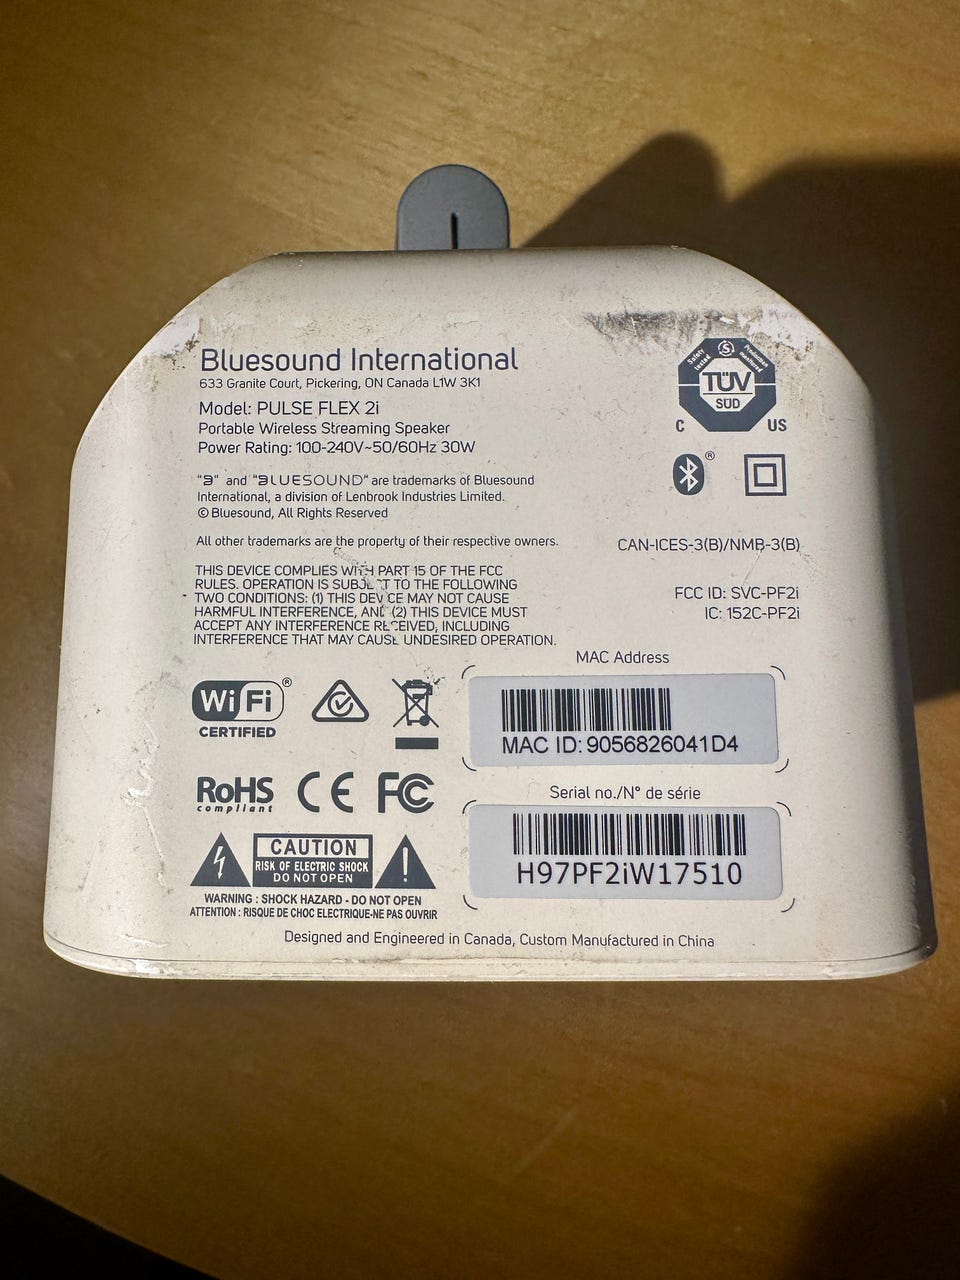 Bluesound International
633 Granite Court, Pickering, ON Canada L1W 3K1
Model: PULSE FLEX 2i
Portable Wireless Streaming Speaker
Power Rating: 100-240V~50/60Hz 30W
Safety tested
Production monitored
TÜV
SÜD
C US
"B" and "BLUESOUND" are trademarks of Bluesound
International, a division of Lenbrook Industries Limited.
© Bluesound, All Rights Reserved
®
All other trademarks are the property of their respective owners.
CAN-ICES-3(B)/NMB-3(B)
THIS DEVICE COMPLIES WITH PART 15 OF THE FCC
RULES. OPERATION IS SUBJECT TO THE FOLLOWING
TWO CONDITIONS: (1) THIS DEVICE MAY NOT CAUSE
HARMFUL INTERFERENCE, AND (2) THIS DEVICE MUST
ACCEPT ANY INTERFERENCE RECEIVED, INCLUDING
INTERFERENCE THAT MAY CAUSE UNDESIRED OPERATION.
FCC ID: SVC-PF2i
IC: 152C-PF2i
Wi Fi ®
CERTIFIED
MAC Address
MAC ID: 9056826041D4
RoHS
compliant
CE FC
Serial no./N° de série
H97PF2iW17510
CAUTION
RISK OF ELECTRIC SHOCK
DO NOT OPEN
WARNING : SHOCK HAZARD - DO NOT OPEN
ATTENTION : RISQUE DE CHOC ELECTRIQUE-NE PAS OUVRIR
Designed and Engineered in Canada, Custom Manufactured in China